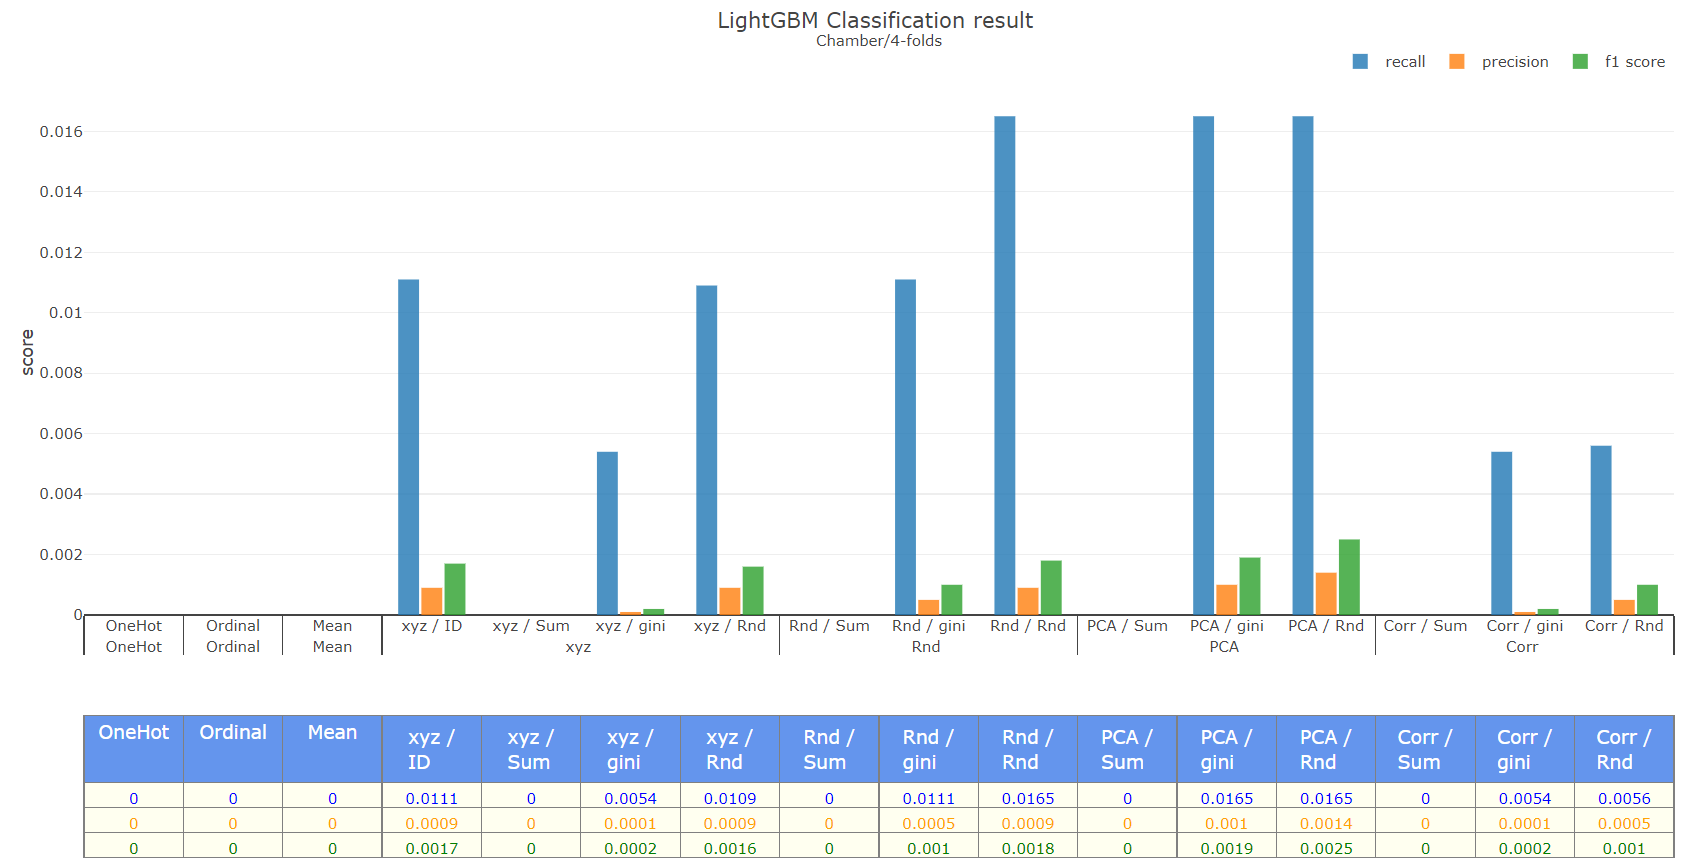 LightGBM Classification result
Chamber/4-folds
recall precision f1 score
0.016
0.014
0.012
0.01
0.008
0.006
0.004
0.002
0
score
OneHot Ordinal Mean xyz / ID xyz / Sum xyz / gini xyz / Rnd Rnd / Sum Rnd / gini Rnd / Rnd PCA / Sum PCA / gini PCA / Rnd Corr / Sum Corr / gini Corr / Rnd
OneHot Ordinal Mean xyz Rnd PCA Corr
OneHot Ordinal Mean xyz / xyz / xyz / xyz / Rnd / Rnd / Rnd / PCA / PCA / PCA / Corr / Corr / Corr /
ID Sum gini Rnd Sum gini Rnd Sum gini Rnd Sum gini Rnd
0 0 0 0.0111 0 0.0054 0.0109 0 0.0111 0.0165 0 0.0165 0.0165 0 0.0054 0.0056
0 0 0 0.0009 0 0.0001 0.0009 0 0.0005 0.0009 0 0.001 0.0014 0 0.0001 0.0005
0 0 0 0.0017 0 0.0002 0.0016 0 0.001 0.0018 0 0.0019 0.0025 0 0.0002 0.001